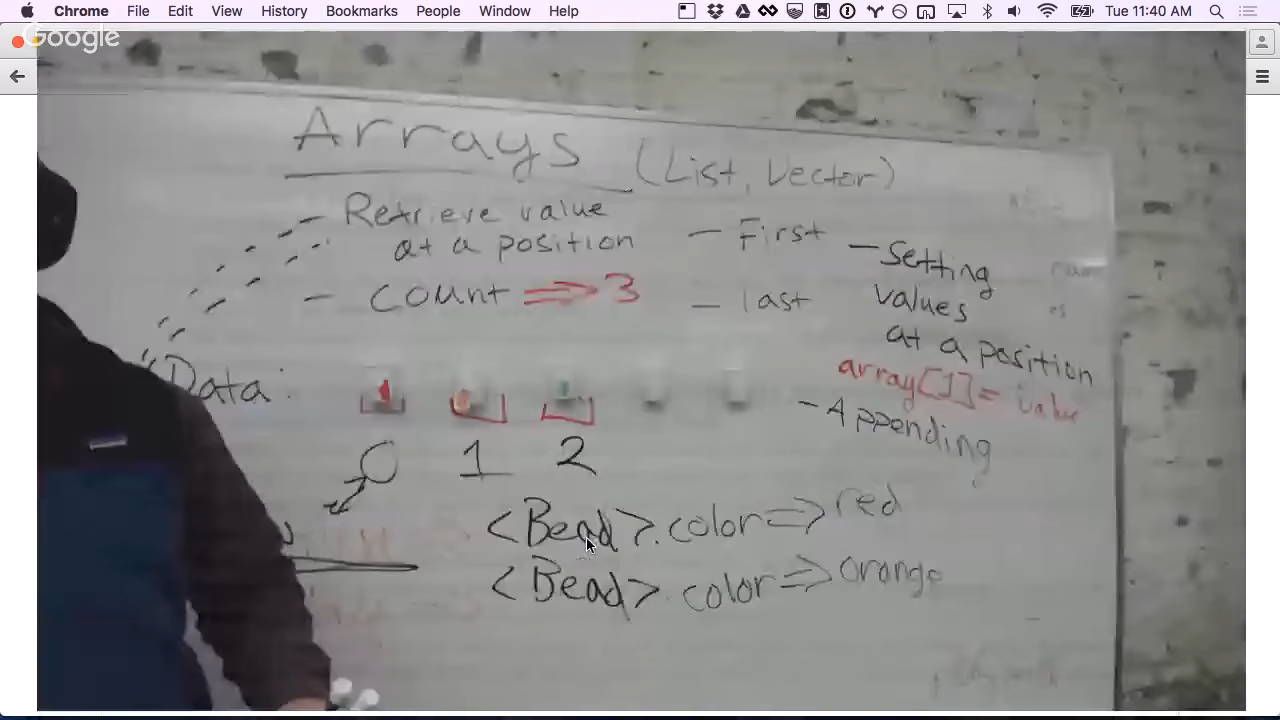 Chrome File Edit View History Bookmarks People Window Help Tue 11:40 AM
Google
Arrays (List, Vector)
- Retrieve value
at a position
- count ⇒ 3
- First
- last
- Setting
values
at a position
array[1] = value
- Appending
Data:
0 1 2
<Bead>.color ⇒ red
<Bead>.color ⇒ orange